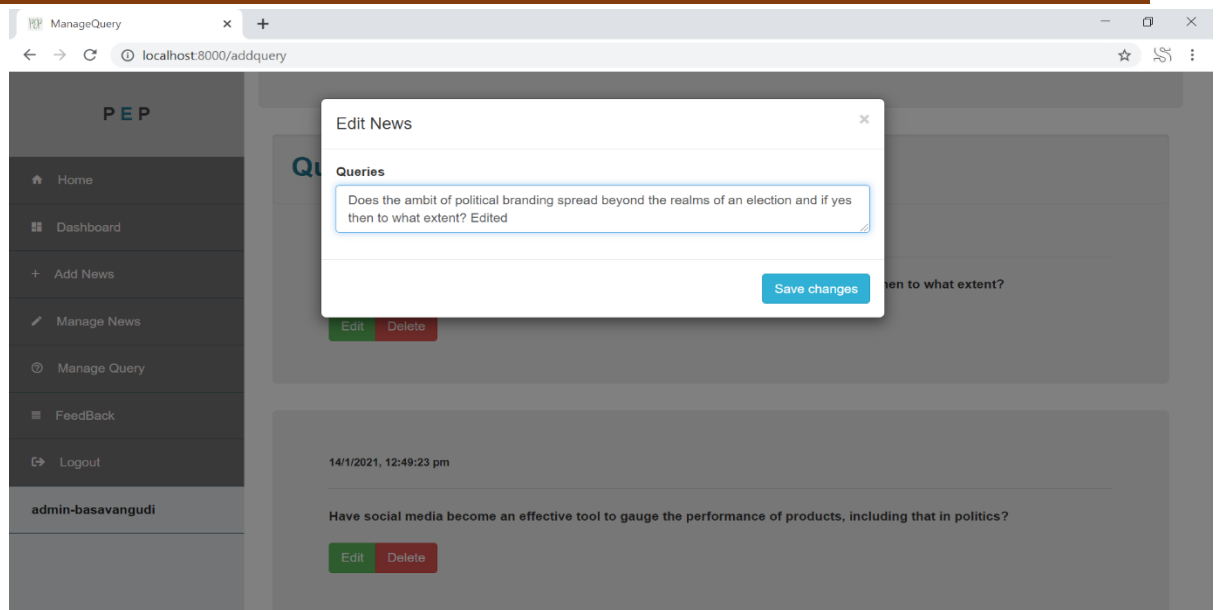 ManageQuery
localhost:8000/addquery
PEP
Home
Dashboard
+ Add News
Manage News
Manage Query
FeedBack
Logout
admin-basavangudi
Qu
Edit News
×
Queries
Does the ambit of political branding spread beyond the realms of an election and if yes
then to what extent? Edited
Save changes
hen to what extent?
Edit Delete
14/1/2021, 12:49:23 pm
Have social media become an effective tool to gauge the performance of products, including that in politics?
Edit Delete